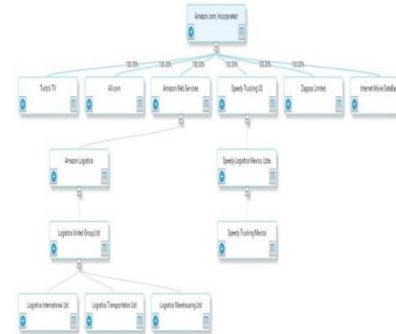 Amazon.com, Incorporated
100.00% 100.00% 100.00% 100.00% 100.00% 100.00%
Twitch TV
A9.com
Amazon Web Services
Speedy Trucking US
Zappos Limited
Internet Movie DataBase
Amazon Logistics
Speedy Logistics Mexico, Ltda
Logistics United Group Ltd
Speedy Trucking Mexico
Logistics International Ltd
Logistics Transportation Ltd
Logistics Warehousing Ltd